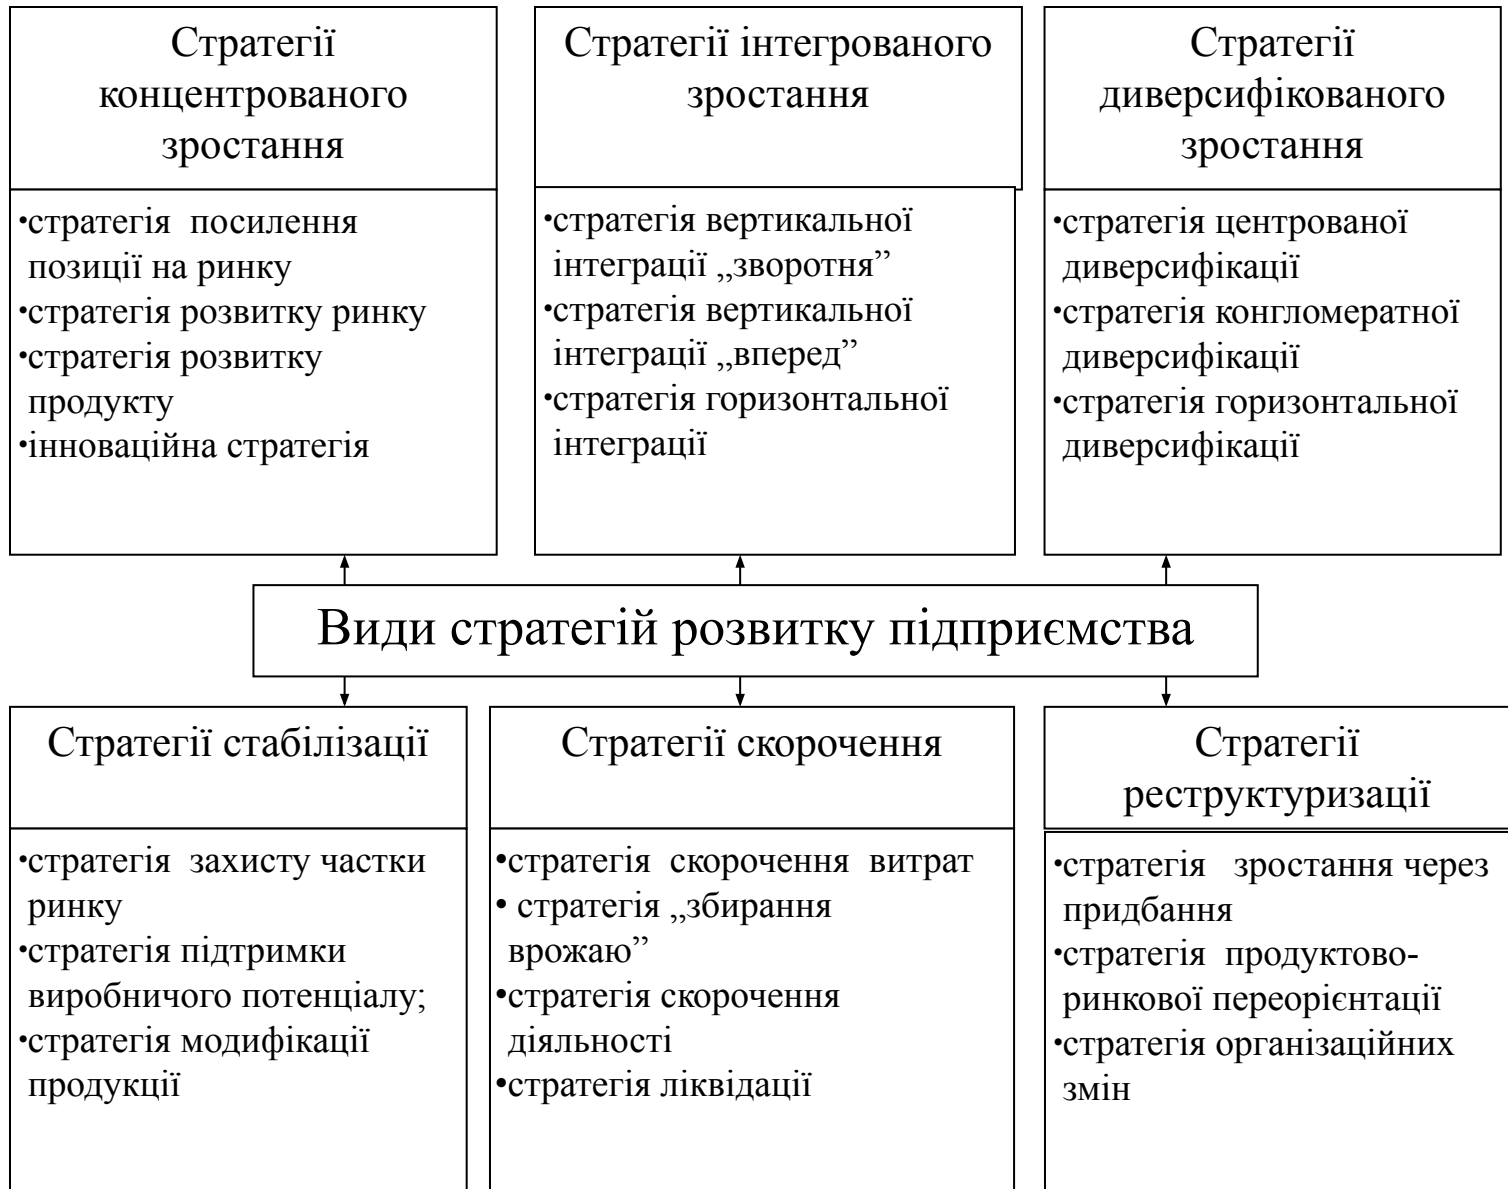 Стратегії
концентрованого
зростання
•стратегія посилення
позиції на ринку
•стратегія розвитку ринку
•стратегія розвитку
продукту
•інноваційна стратегія
Стратегії інтегрованого
зростання
•стратегія вертикальної
інтеграції „зворотня”
•стратегія вертикальної
інтеграції „вперед”
•стратегія горизонтальної
інтеграції
Стратегії
диверсифікованого
зростання
•стратегія центрованої
диверсифікації
•стратегія конгломератної
диверсифікації
•стратегія горизонтальної
диверсифікації
Види стратегій розвитку підприємства
Стратегії стабілізації
•стратегія захисту частки
ринку
•стратегія підтримки
виробничого потенціалу;
•стратегія модифікації
продукції
Стратегії скорочення
•стратегія скорочення витрат
• стратегія „збирання
врожаю”
•стратегія скорочення
діяльності
•стратегія ліквідації
Стратегії
реструктуризації
•стратегія зростання через
придбання
•стратегія продуктово-
ринкової переорієнтації
•стратегія організаційних
змін